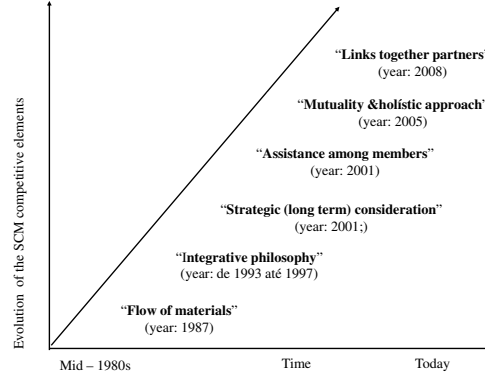 “Links together partners”
(year: 2008)
“Mutuality &holístic approach”
(year: 2005)
“Assistance among members”
(year: 2001)
“Strategic (long term) consideration”
(year: 2001;)
“Integrative philosophy”
(year: de 1993 até 1997)
“Flow of materials”
(year: 1987)
Evolution of the SCM competitive elements
Mid – 1980s Time Today